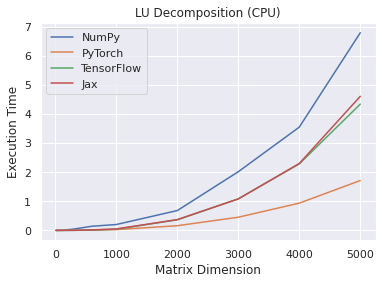 LU Decomposition (CPU)
7
6
5
4
3
2
1
0
Execution Time
NumPy
PyTorch
TensorFlow
Jax
0 1000 2000 3000 4000 5000
Matrix Dimension